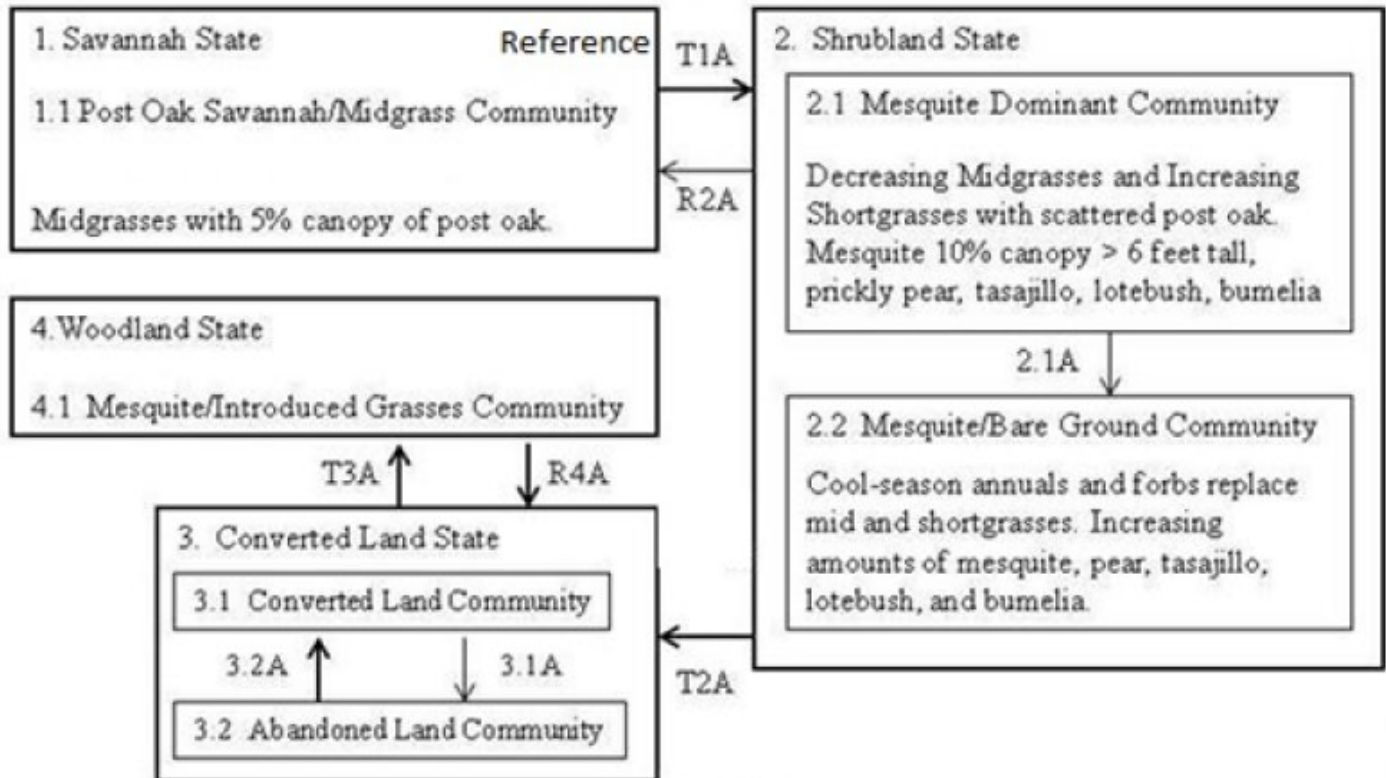 1. Savannah State
Reference
1.1 Post Oak Savannah/Midgrass Community
Midgrasses with 5% canopy of post oak.
T1A
R2A
2. Shrubland State
2.1 Mesquite Dominant Community
Decreasing Midgrasses and Increasing
Shortgrasses with scattered post oak.
Mesquite 10% canopy > 6 feet tall,
prickly pear, tasajillo, lotebush, bumelia
2.1A
2.2 Mesquite/Bare Ground Community
Cool-season annuals and forbs replace
mid and shortgrasses. Increasing
amounts of mesquite, pear, tasajillo,
lotebush, and bumelia.
4.Woodland State
4.1 Mesquite/Introduced Grasses Community
T3A
R4A
3. Converted Land State
3.1 Converted Land Community
3.2A
3.1A
3.2 Abandoned Land Community
T2A